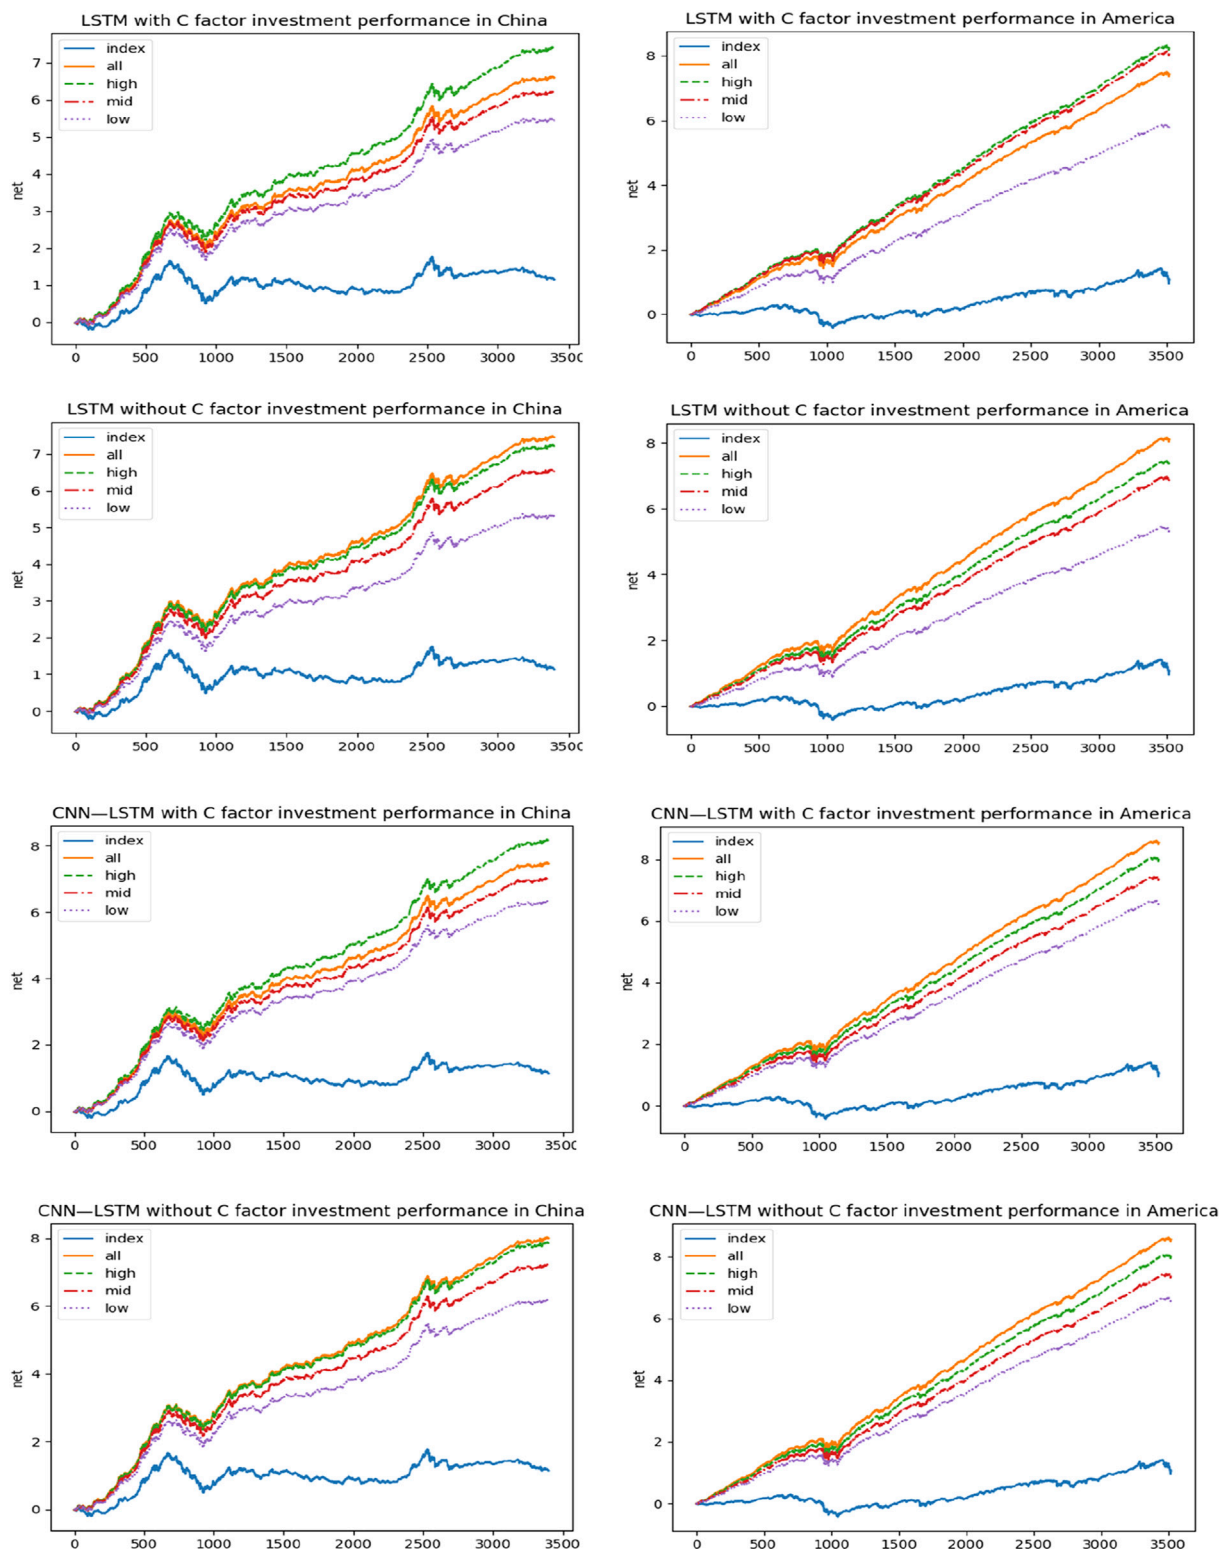 LSTM with C factor investment performance in China
index
all
high
mid
low
7
6
5
4
3
2
1
0
net
0 500 1000 1500 2000 2500 3000 3500
LSTM with C factor investment performance in America
index
all
high
mid
low
8
6
4
2
0
net
0 500 1000 1500 2000 2500 3000 3500
LSTM without C factor investment performance in China
index
all
high
mid
low
7
6
5
4
3
2
1
0
net
0 500 1000 1500 2000 2500 3000 3500
LSTM without C factor investment performance in America
index
all
high
mid
low
8
6
4
2
0
net
0 500 1000 1500 2000 2500 3000 3500
CNN—LSTM with C factor investment performance in China
index
all
high
mid
low
8
6
4
2
0
net
0 500 1000 1500 2000 2500 3000 3500
CNN—LSTM with C factor investment performance in America
index
all
high
mid
low
8
6
4
2
0
net
0 500 1000 1500 2000 2500 3000 3500
CNN—LSTM without C factor investment performance in China
index
all
high
mid
low
8
6
4
2
0
net
0 500 1000 1500 2000 2500 3000 3500
CNN—LSTM without C factor investment performance in America
index
all
high
mid
low
8
6
4
2
0
net
0 500 1000 1500 2000 2500 3000 3500